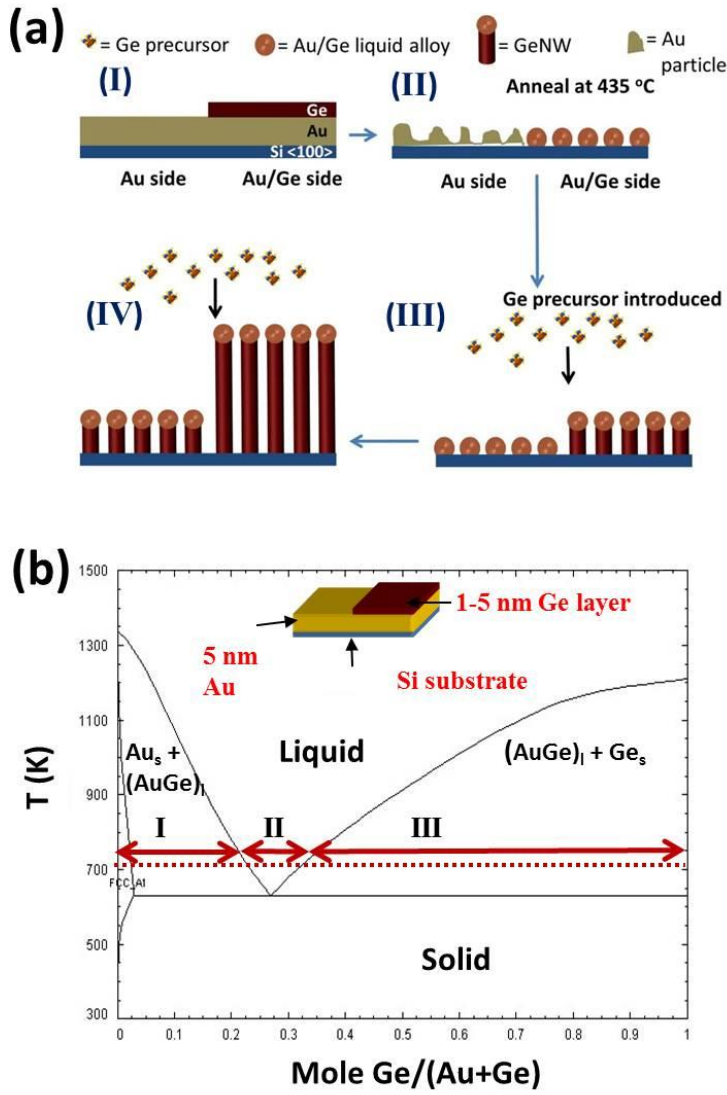 (a)
= Ge precursor
= Au/Ge liquid alloy
= GeNW
= Au
particle
(I)
(II)
Anneal at 435 °C
Ge
Au
Si <100>
Au side
Au/Ge side
Au side
Au/Ge side
(IV)
(III)
Ge precursor introduced
(b)
1500
1300
1100
900
700
500
300
T (K)
1-5 nm Ge layer
5 nm
Au
Si substrate
Liquid
Au_s +
(AuGe)_l
(AuGe)_l + Ge_s
I
II
III
FCC_A1
Solid
0
0.1
0.2
0.3
0.4
0.5
0.6
0.7
0.8
0.9
1
Mole Ge/(Au+Ge)